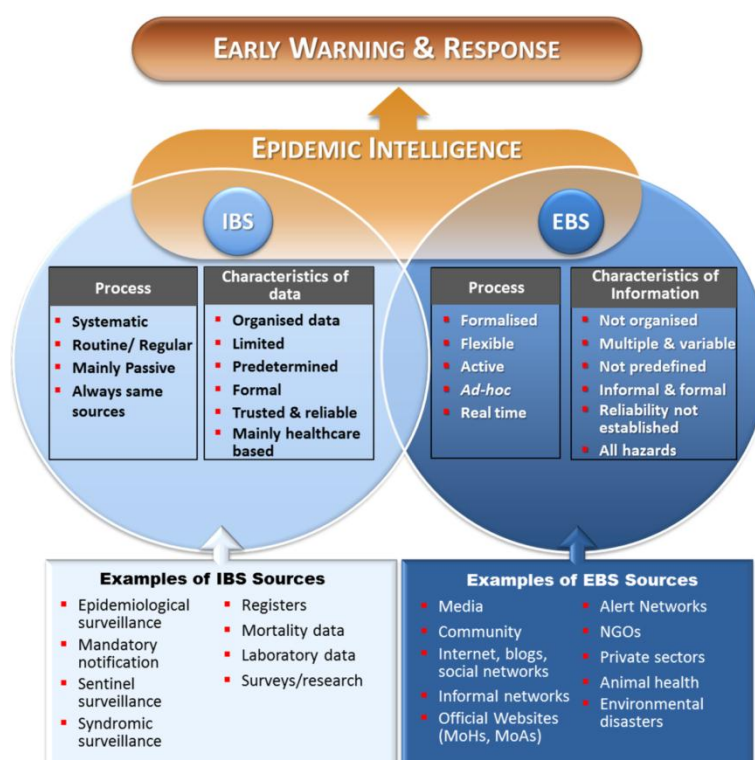 EARLY WARNING & RESPONSE
EPIDEMIC INTELLIGENCE
IBS
EBS
Process
Systematic
Routine/ Regular
Mainly Passive
Always same
sources
Characteristics of
data
Organised data
Limited
Predetermined
Formal
Trusted & reliable
Mainly healthcare
based
Process
Formalised
Flexible
Active
Ad-hoc
Real time
Characteristics of
Information
Not organised
Multiple & variable
Not predefined
Informal & formal
Reliability not
established
All hazards
Examples of IBS Sources
Epidemiological
surveillance
Mandatory
notification
Sentinel
surveillance
Syndromic
surveillance
Registers
Mortality data
Laboratory data
Surveys/research
Examples of EBS Sources
Media
Community
Internet, blogs,
social networks
Informal networks
Official Websites
(MoHs, MoAs)
Alert Networks
NGOs
Private sectors
Animal health
Environmental
disasters